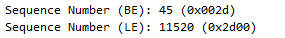 Sequence Number (BE): 45 (0x002d)
Sequence Number (LE): 11520 (0x2d00)